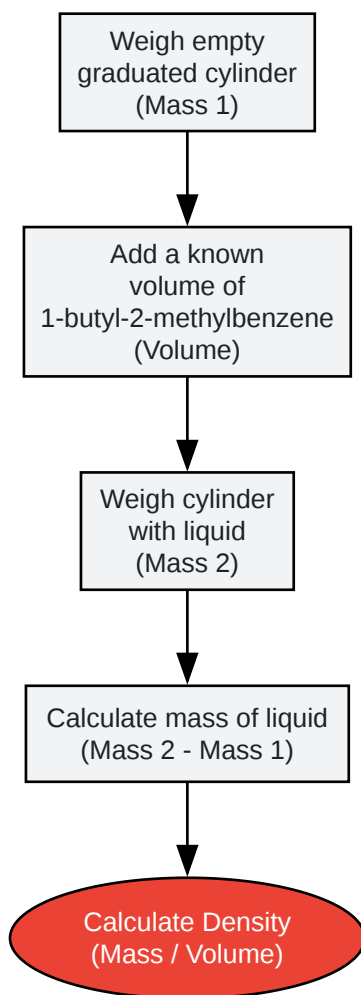 Weigh empty
graduated cylinder
(Mass 1)
Add a known
volume of
1-butyl-2-methylbenzene
(Volume)
Weigh cylinder
with liquid
(Mass 2)
Calculate mass of liquid
(Mass 2 - Mass 1)
Calculate Density
(Mass / Volume)